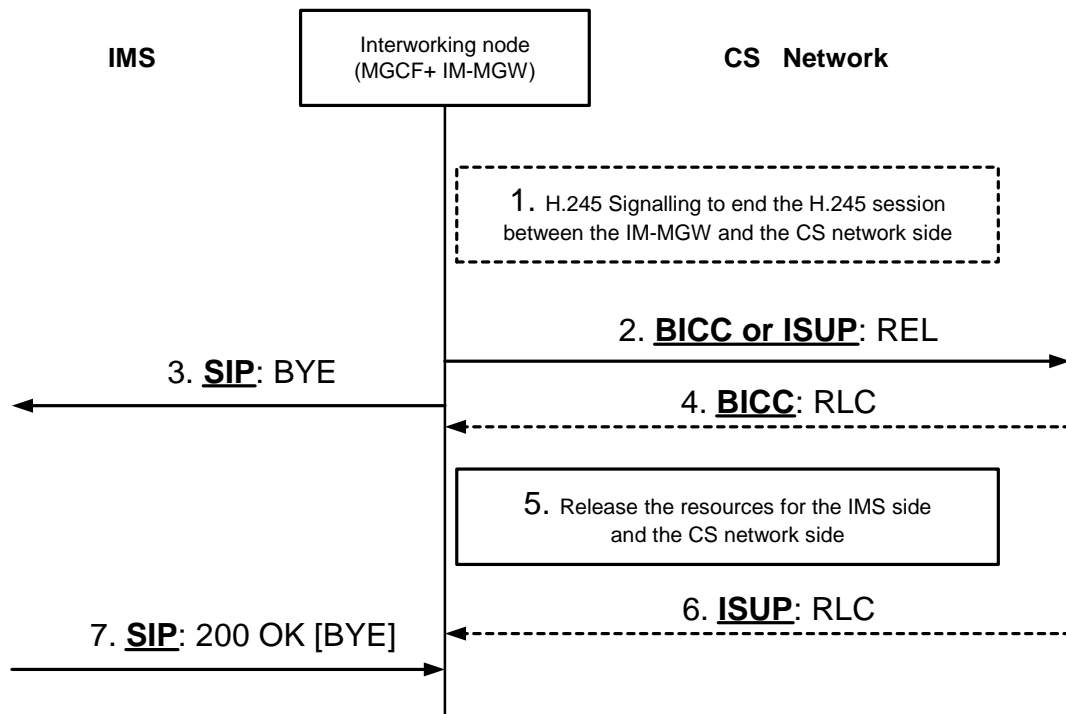 IMS
Interworking node
(MGCF+ IM-MGW)
CS Network
1. H.245 Signalling to end the H.245 session
between the IM-MGW and the CS network side
2. BICC or ISUP: REL
3. SIP: BYE
4. BICC: RLC
5. Release the resources for the IMS side
and the CS network side
6. ISUP: RLC
7. SIP: 200 OK [BYE]